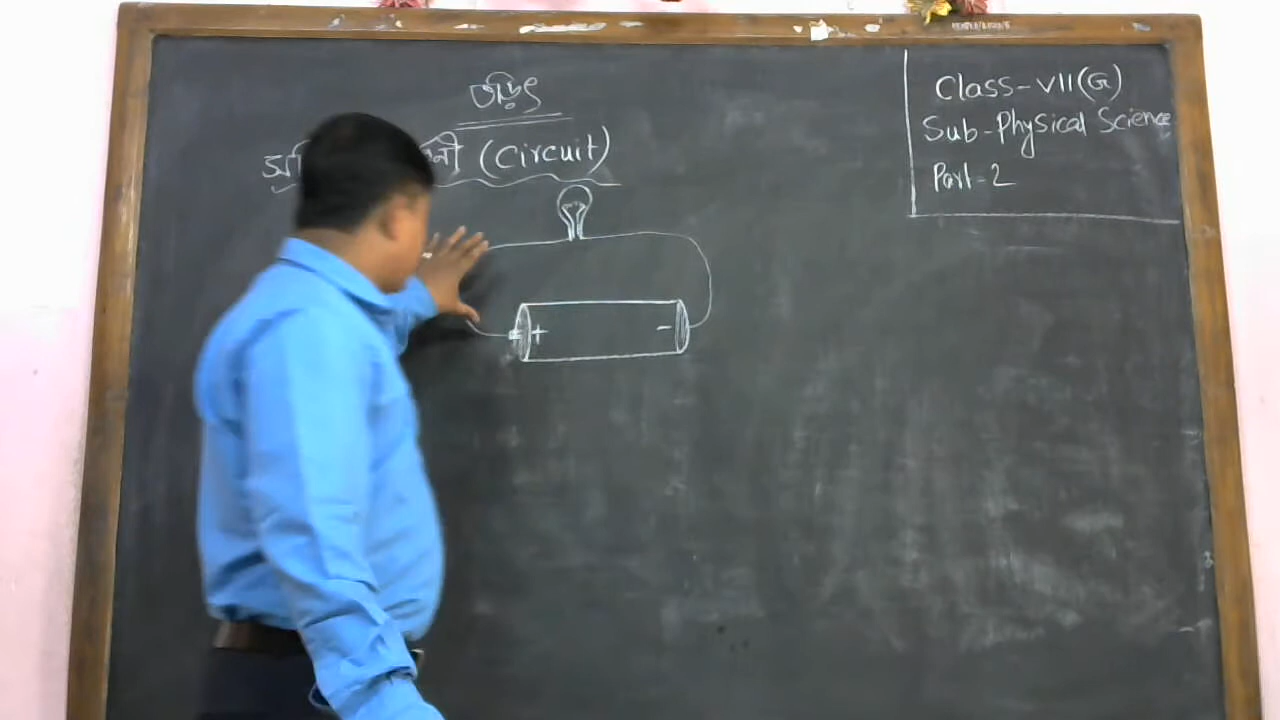 তড়িৎ
(Circuit)
+ -
Class-VII(G)
Sub-Physical Science
Part-2